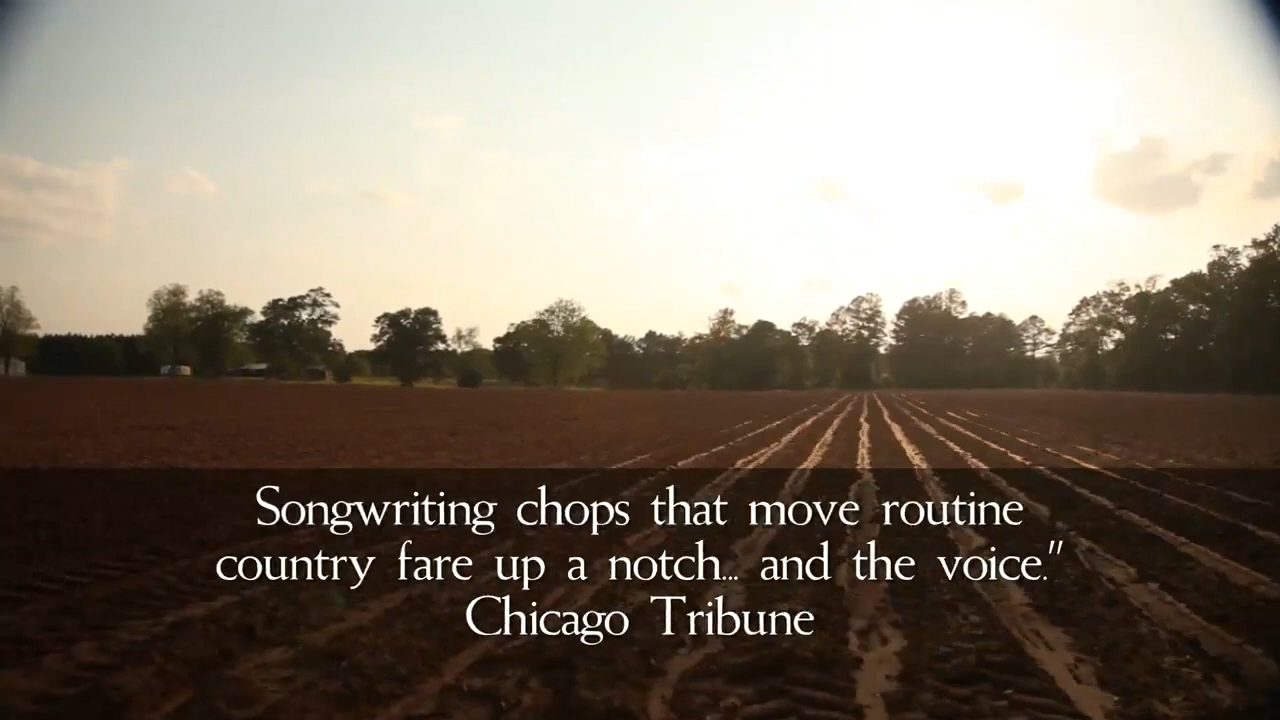 Songwriting chops that move routine
country fare up a notch... and the voice."
Chicago Tribune